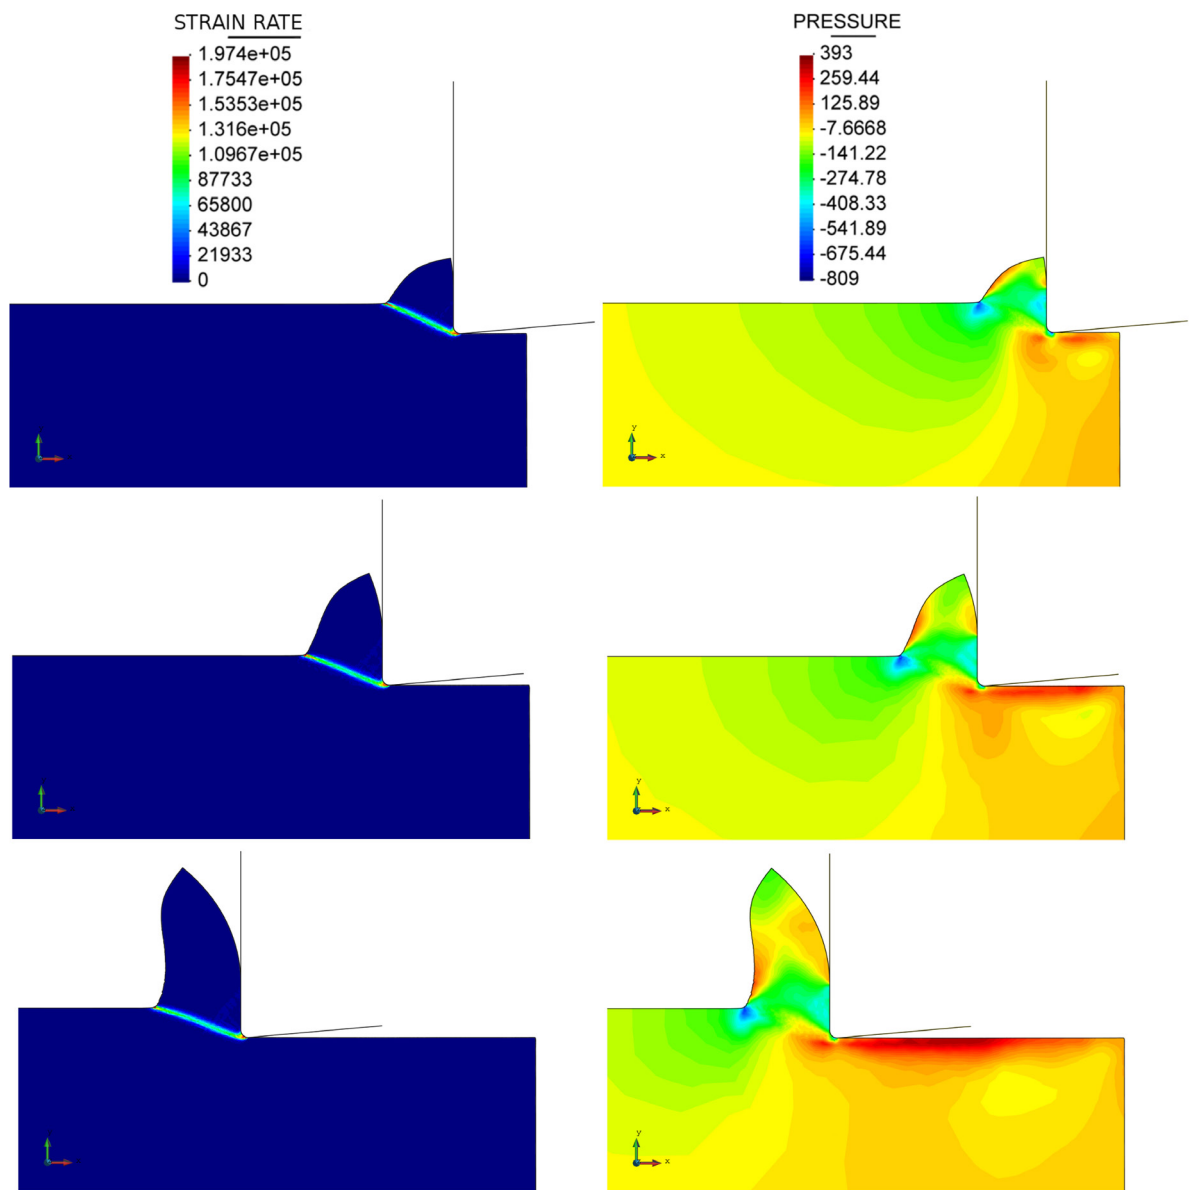 STRAIN RATE
1.974e+05
1.7547e+05
1.5353e+05
1.316e+05
1.0967e+05
87733
65800
43867
21933
0
PRESSURE
393
259.44
125.89
-7.6668
-141.22
-274.78
-408.33
-541.89
-675.44
-809
y
x
y
x
y
x